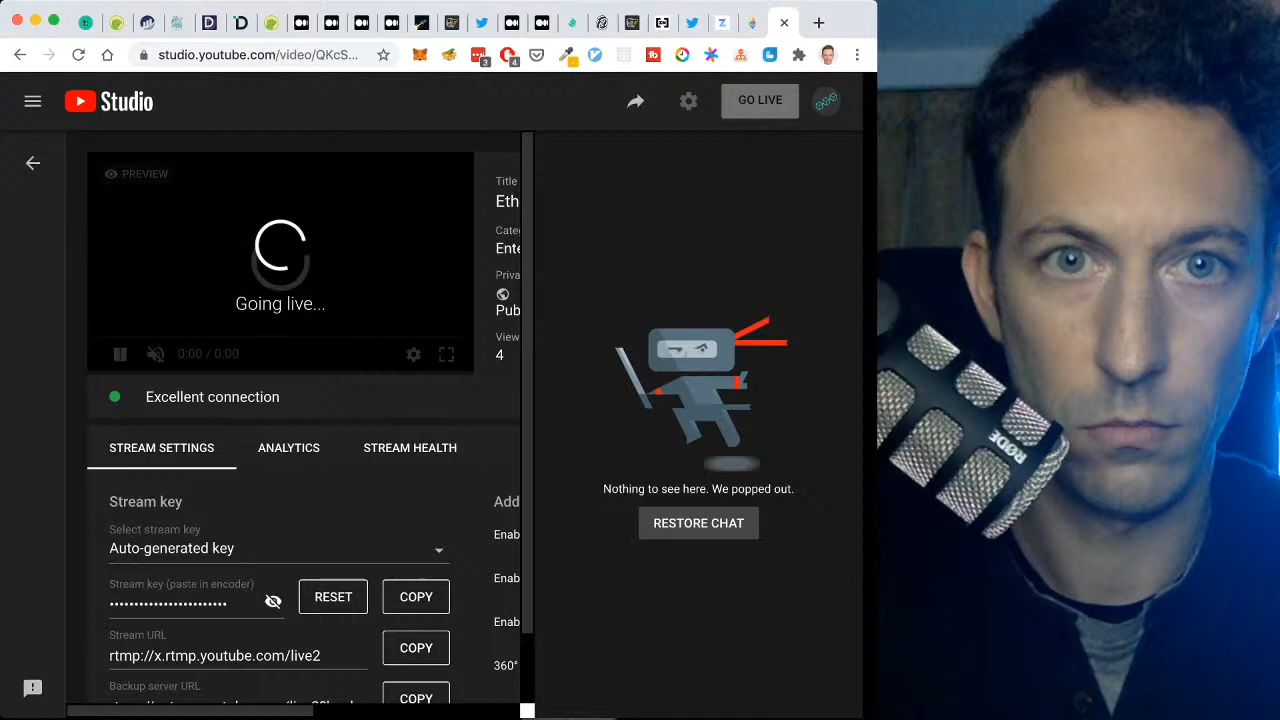 studio.youtube.com/video/QKcS...
3
4
Studio
GO LIVE
PREVIEW
Going live...
0:00 / 0:00
Title
Eth
Cate
Ente
Priva
Pub
View
4
Excellent connection
STREAM SETTINGS
ANALYTICS
STREAM HEALTH
Stream key
Select stream key
Auto-generated key
Stream key (paste in encoder)
RESET
COPY
Stream URL
rtmp://x.rtmp.youtube.com/live2
COPY
Backup server URL
COPY
Add
Enab
Enab
Enab
360°
Nothing to see here. We popped out.
RESTORE CHAT
RØDE